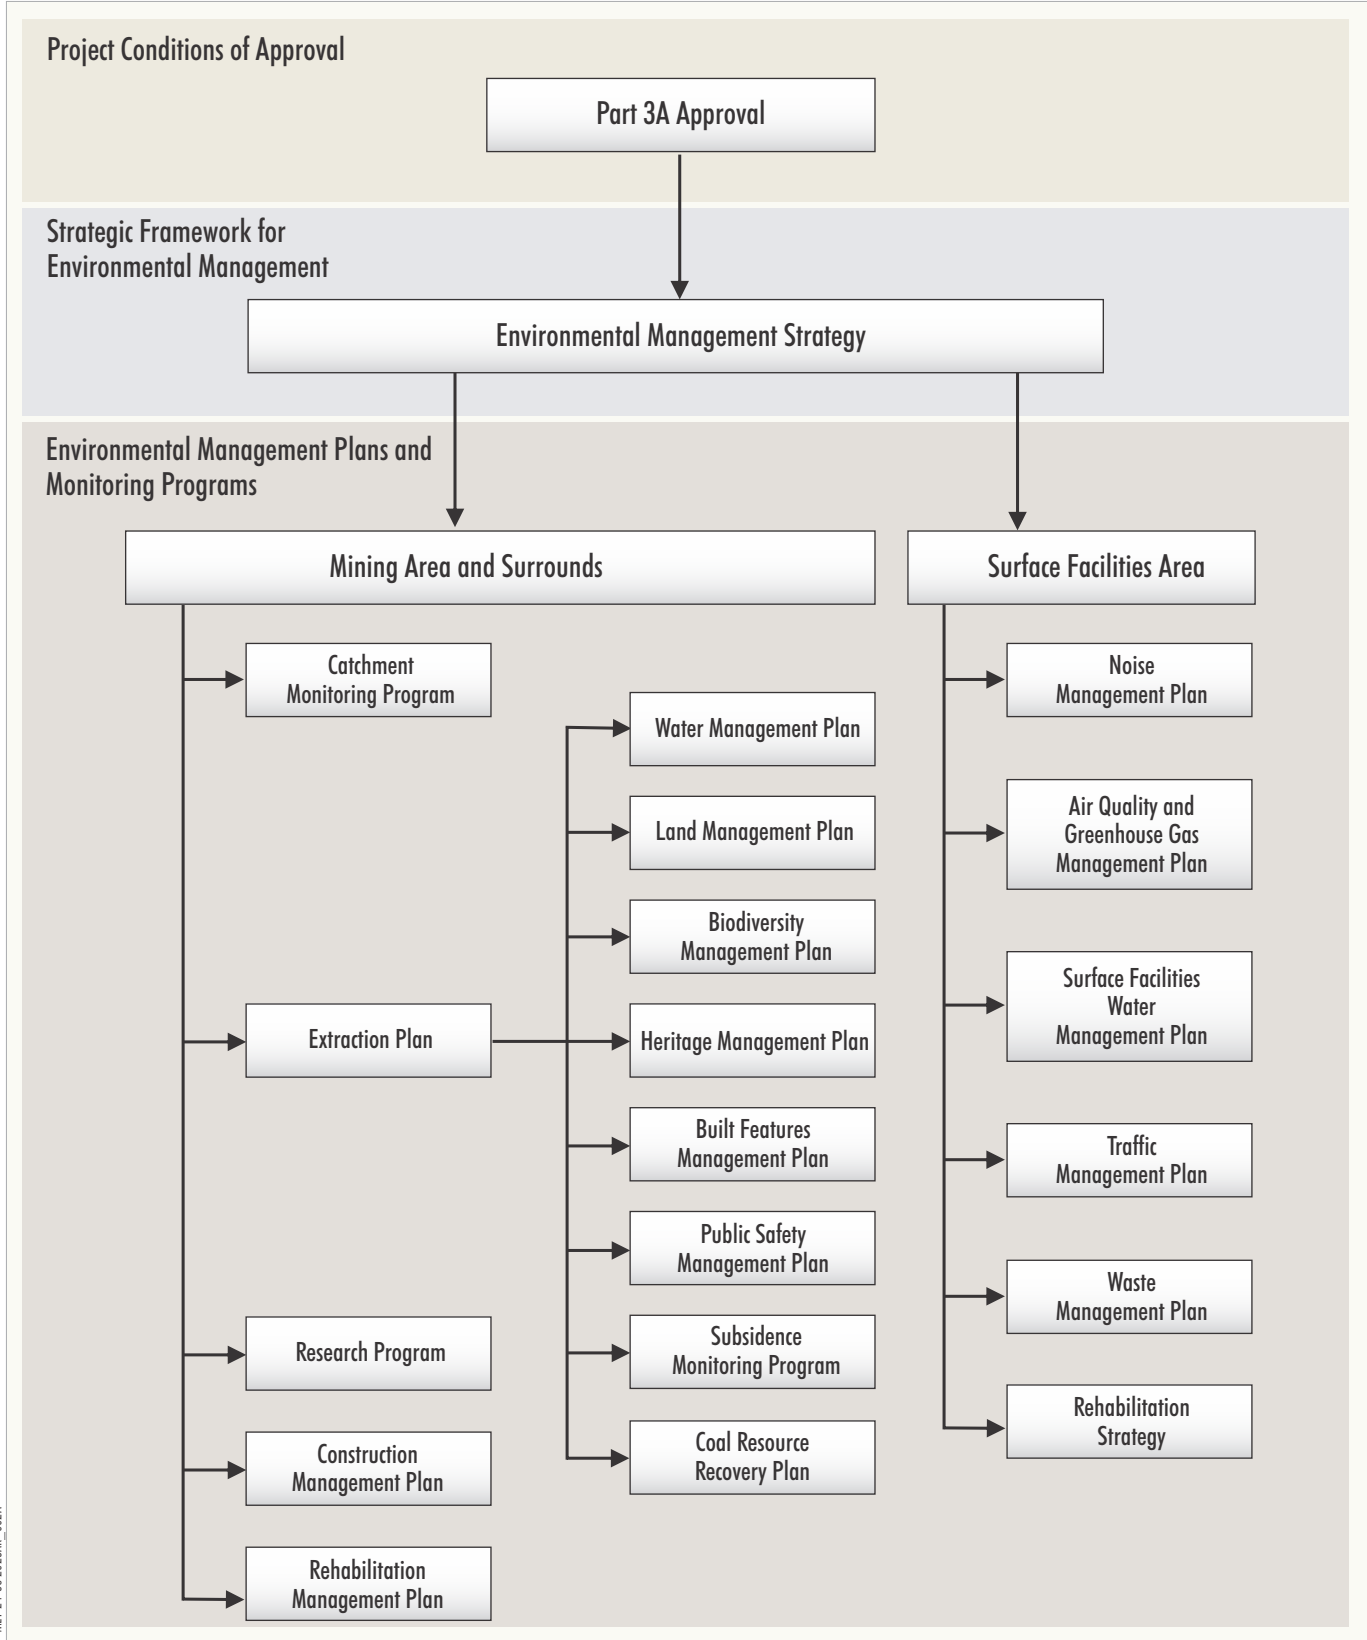 Project Conditions of Approval
Part 3A Approval
Strategic Framework for
Environmental Management
Environmental Management Strategy
Environmental Management Plans and
Monitoring Programs
Mining Area and Surrounds
Catchment
Monitoring Program
Extraction Plan
Research Program
Construction
Management Plan
Rehabilitation
Management Plan
Water Management Plan
Land Management Plan
Biodiversity
Management Plan
Heritage Management Plan
Built Features
Management Plan
Public Safety
Management Plan
Subsidence
Monitoring Program
Coal Resource
Recovery Plan
Surface Facilities Area
Noise
Management Plan
Air Quality and
Greenhouse Gas
Management Plan
Surface Facilities
Water
Management Plan
Traffic
Management Plan
Waste
Management Plan
Rehabilitation
Strategy